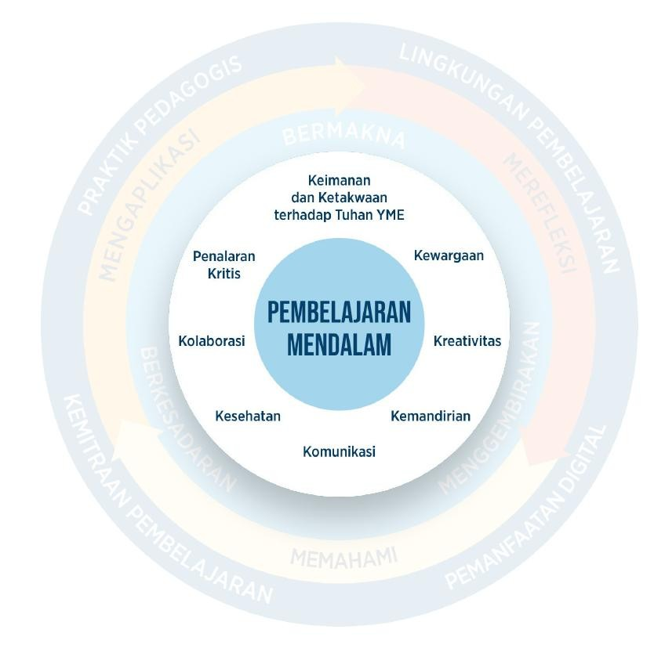 PRAKTIK PEDAGOGIS
LINGKUNGAN PEMBELAJARAN
MENGAPLIKASI
MEREFLEKSI
BERMAKNA
Keimanan
dan Ketakwaan
terhadap Tuhan YME
Penalaran
Kritis
Kewargaan
PEMBELAJARAN
MENDALAM
Kolaborasi
Kreativitas
Kesehatan
Kemandirian
Komunikasi
BERKESADARAN
MENGGEMBIRAKAN
MEMAHAMI
KEMITRAAN PEMBELAJARAN
PEMANFAATAN DIGITAL